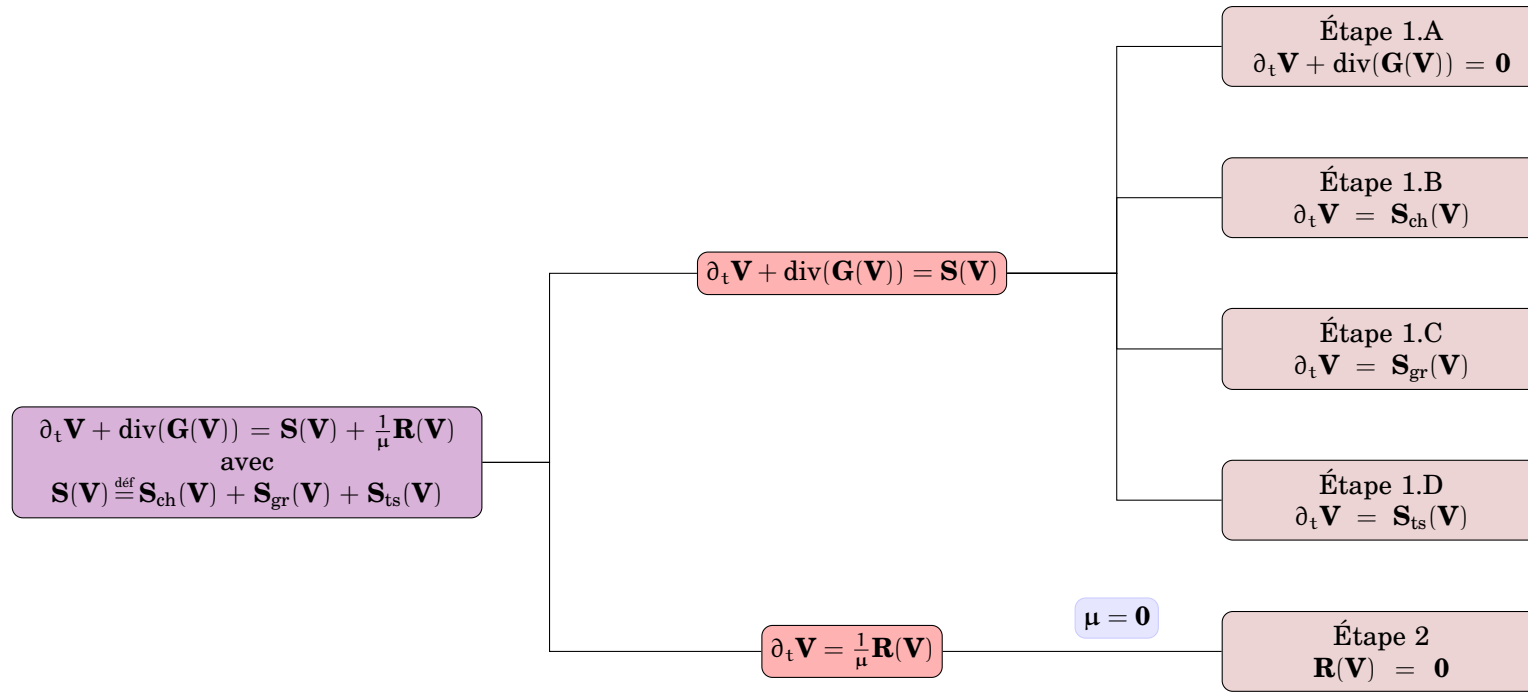 Étape 1.A
∂ₜ𝐕 + div(𝐆(𝐕)) = 𝟎
Étape 1.B
∂ₜ𝐕 = 𝐒_ch(𝐕)
∂ₜ𝐕 + div(𝐆(𝐕)) = 𝐒(𝐕)
Étape 1.C
∂ₜ𝐕 = 𝐒_gr(𝐕)
∂ₜ𝐕 + div(𝐆(𝐕)) = 𝐒(𝐕) + 1/𝛍 𝐑(𝐕)
avec
𝐒(𝐕) ≝ 𝐒_ch(𝐕) + 𝐒_gr(𝐕) + 𝐒_ts(𝐕)
Étape 1.D
∂ₜ𝐕 = 𝐒_ts(𝐕)
∂ₜ𝐕 = 1/𝛍 𝐑(𝐕)
𝛍 = 𝟎
Étape 2
𝐑(𝐕) = 𝟎